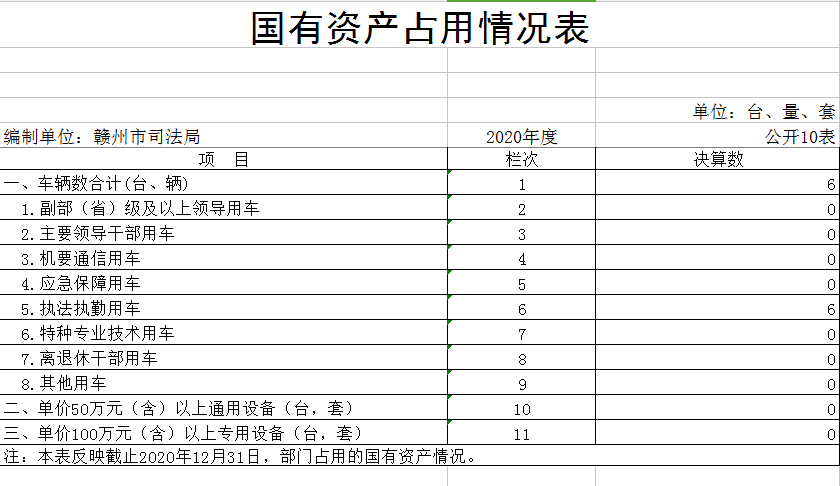 国有资产占用情况表
单位：台、量、套
编制单位：赣州市司法局 2020年度 公开10表
项 目 栏次 决算数
一、车辆数合计(台、辆) 1 6
1.副部（省）级及以上领导用车 2 0
2.主要领导干部用车 3 0
3.机要通信用车 4 0
4.应急保障用车 5 0
5.执法执勤用车 6 6
6.特种专业技术用车 7 0
7.离退休干部用车 8 0
8.其他用车 9 0
二、单价50万元（含）以上通用设备（台，套） 10 0
三、单价100万元（含）以上专用设备（台，套） 11 0
注：本表反映截止2020年12月31日，部门占用的国有资产情况。